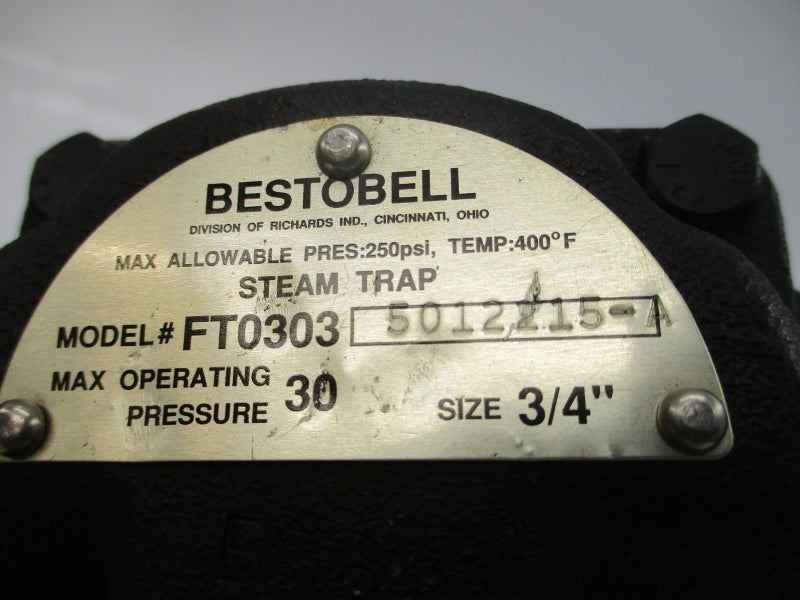 BESTOBELL
DIVISION OF RICHARDS IND., CINCINNATI, OHIO
MAX ALLOWABLE PRES:250psi, TEMP:400°F
STEAM TRAP
MODEL# FT0303 5012215-A
MAX OPERATING PRESSURE 30
SIZE 3/4"